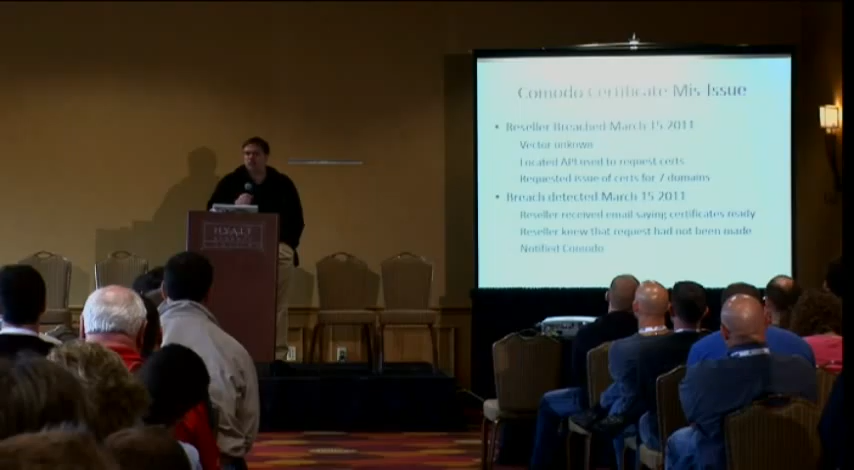 HYATT
Comodo Certificate Mis-Issue
• Reseller Breached March 15 2011
Vector unkown
Located API used to request certs
Requested issue of certs for 7 domains
• Breach detected March 15 2011
Reseller received email saying certificates ready
Reseller knew that request had not been made
Notified Comodo